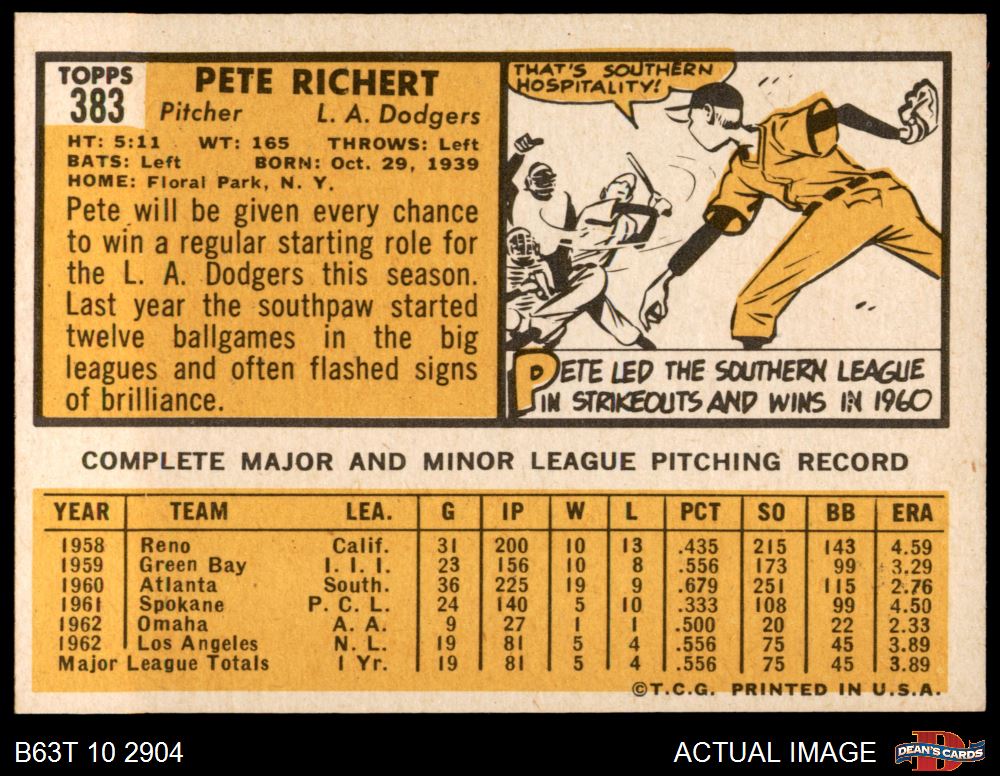 TOPPS
383
PETE RICHERT
Pitcher L. A. Dodgers
HT: 5:11 WT: 165 THROWS: Left
BATS: Left BORN: Oct. 29, 1939
HOME: Floral Park, N. Y.
Pete will be given every chance
to win a regular starting role for
the L. A. Dodgers this season.
Last year the southpaw started
twelve ballgames in the big
leagues and often flashed signs
of brilliance.
THAT'S SOUTHERN
HOSPITALITY!
PETE LED THE SOUTHERN LEAGUE
IN STRIKEOUTS AND WINS IN 1960
COMPLETE MAJOR AND MINOR LEAGUE PITCHING RECORD
YEAR TEAM LEA. G IP W L PCT SO BB ERA
1958 Reno Calif. 31 200 10 13 .435 215 143 4.59
1959 Green Bay I. I. I. 23 156 10 8 .556 173 99 3.29
1960 Atlanta South. 36 225 19 9 .679 251 115 2.76
1961 Spokane P. C. L. 24 140 5 10 .333 108 99 4.50
1962 Omaha A. A. 9 27 1 1 .500 20 22 2.33
1962 Los Angeles N. L. 19 81 5 4 .556 75 45 3.89
Major League Totals 1 Yr. 19 81 5 4 .556 75 45 3.89
©T.C.G. PRINTED IN U.S.A.
B63T 10 2904 ACTUAL IMAGE D DEAN'S CARDS